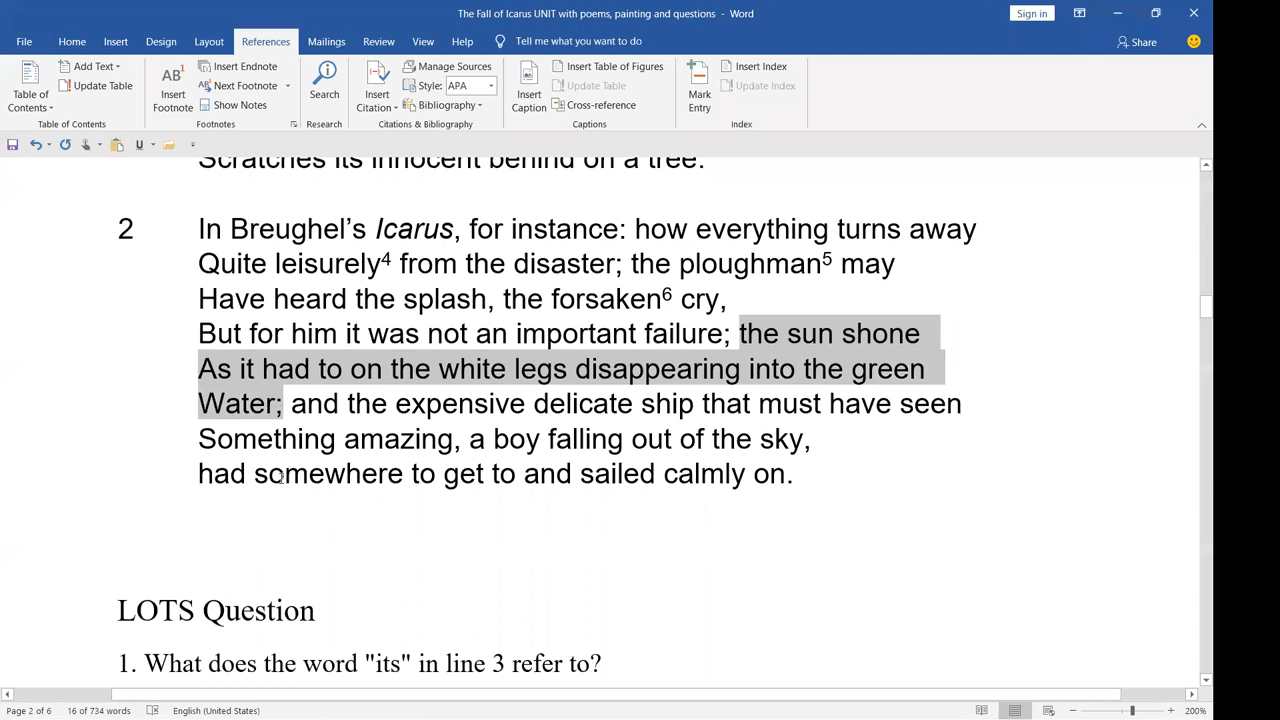 The Fall of Icarus UNIT with poems, painting and questions - Word
Sign in
File Home Insert Design Layout References Mailings Review View Help Tell me what you want to do Share
Table of Contents
Add Text
Update Table
Table of Contents
AB1 Insert Footnote
Insert Endnote
Next Footnote
Show Notes
Footnotes
Search
Research
Insert Citation
Manage Sources
Style: APA
Bibliography
Citations & Bibliography
Insert Caption
Insert Table of Figures
Update Table
Cross-reference
Captions
Mark Entry
Insert Index
Update Index
Index
Scratches its innocent behind on a tree.
2 In Breughel’s Icarus, for instance: how everything turns away
Quite leisurely4 from the disaster; the ploughman5 may
Have heard the splash, the forsaken6 cry,
But for him it was not an important failure; the sun shone
As it had to on the white legs disappearing into the green
Water; and the expensive delicate ship that must have seen
Something amazing, a boy falling out of the sky,
had somewhere to get to and sailed calmly on.
LOTS Question
1. What does the word "its" in line 3 refer to?
Page 2 of 6 16 of 734 words English (United States) 200%